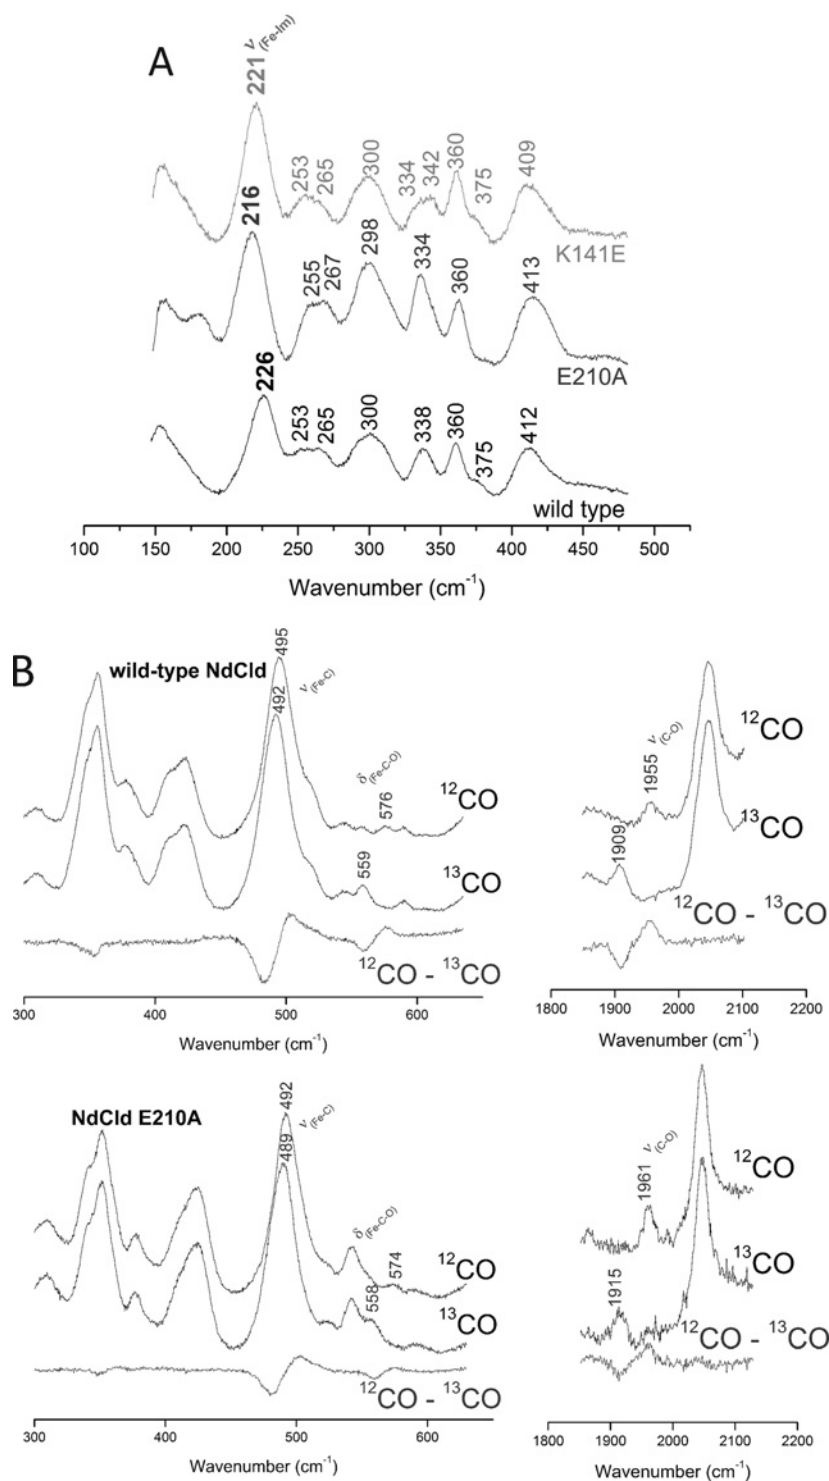 A
221 ν (Fe-Im)
253
265
300
334
342
360
375
409
K141E
216
255
267
298
334
360
413
E210A
226
253
265
300
338
360
375
412
wild type
100 150 200 250 300 350 400 450 500
Wavenumber (cm⁻¹)
B
wild-type NdCld
495
492
ν (Fe-C)
δ (Fe-C-O)
576
¹²CO
559
¹³CO
¹²CO - ¹³CO
300 400 500 600
Wavenumber (cm⁻¹)
1955
ν (C-O)
¹²CO
1909
¹³CO
¹²CO - ¹³CO
1800 1900 2000 2100 2200
Wavenumber (cm⁻¹)
NdCld E210A
492
489
ν (Fe-C)
δ (Fe-C-O)
574
¹²CO
558
¹³CO
¹²CO - ¹³CO
300 400 500 600
Wavenumber (cm⁻¹)
1961
ν (C-O)
¹²CO
1915
¹³CO
¹²CO - ¹³CO
1800 1900 2000 2100 2200
Wavenumber (cm⁻¹)